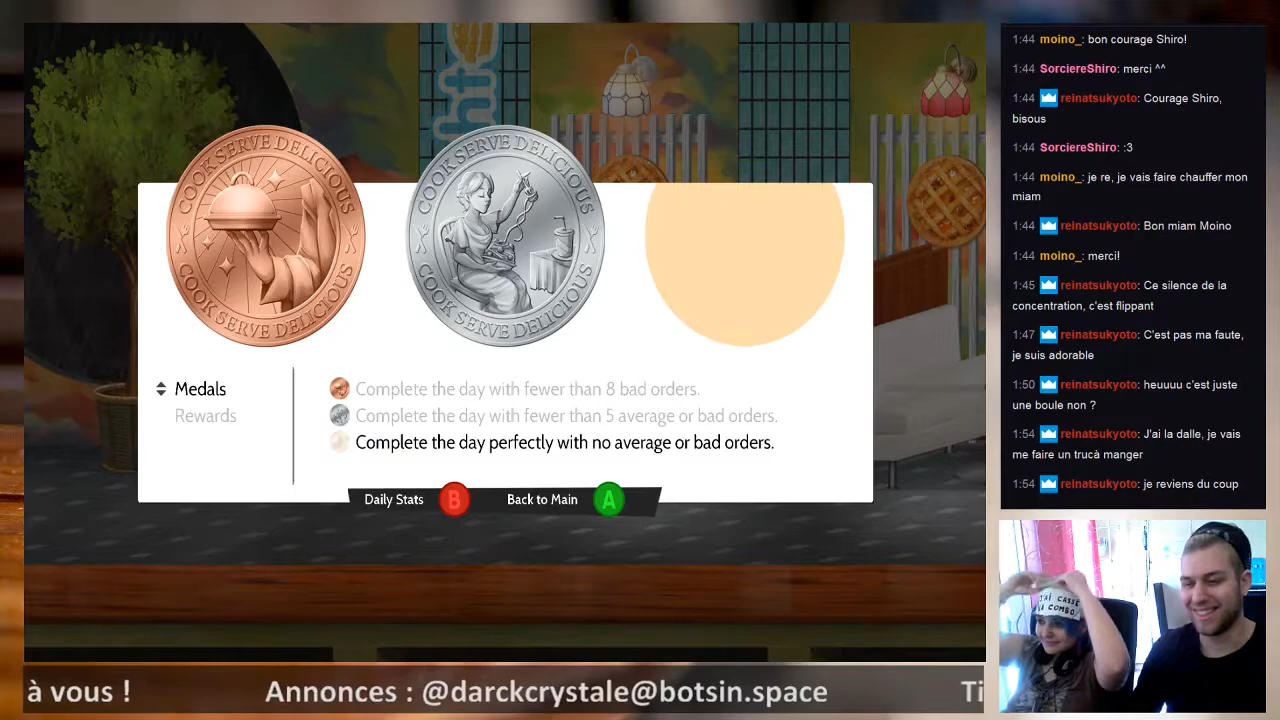 ht
COOK SERVE DELICIOUS
COOK SERVE DELICIOUS
COOK SERVE DELICIOUS
COOK SERVE DELICIOUS
Medals
Rewards
Complete the day with fewer than 8 bad orders.
Complete the day with fewer than 5 average or bad orders.
Complete the day perfectly with no average or bad orders.
Daily Stats B Back to Main A
1:44 moino_: bon courage Shiro!
1:44 SorciereShiro: merci ^^
1:44 reinatsukyoto: Courage Shiro,
bisous
1:44 SorciereShiro: :3
1:44 moino_: je re, je vais faire chauffer mon
miam
1:44 reinatsukyoto: Bon miam Moino
1:44 moino_: merci!
1:45 reinatsukyoto: Ce silence de la
concentration, c'est flippant
1:47 reinatsukyoto: C'est pas ma faute,
je suis adorable
1:50 reinatsukyoto: heuuuu c'est juste
une boule non ?
1:54 reinatsukyoto: J'ai la dalle, je vais
me faire un trucà manger
1:54 reinatsukyoto: je reviens du coup
J'AI CASSÉ
LA COMBO
à vous ! Annonces : @darckcrystale@botsin.space Ti